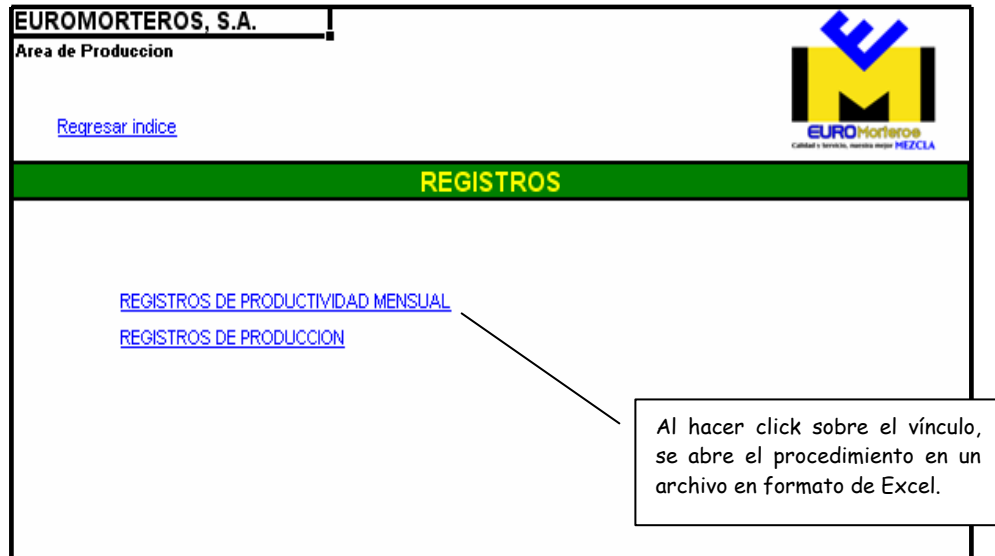 EUROMORTEROS, S.A.
Area de Produccion
Regresar indice
EUROMorteros
Calidad y Servicio, nuestra mejor MEZCLA
REGISTROS
REGISTROS DE PRODUCTIVIDAD MENSUAL
REGISTROS DE PRODUCCION
Al hacer click sobre el vínculo,
se abre el procedimiento en un
archivo en formato de Excel.